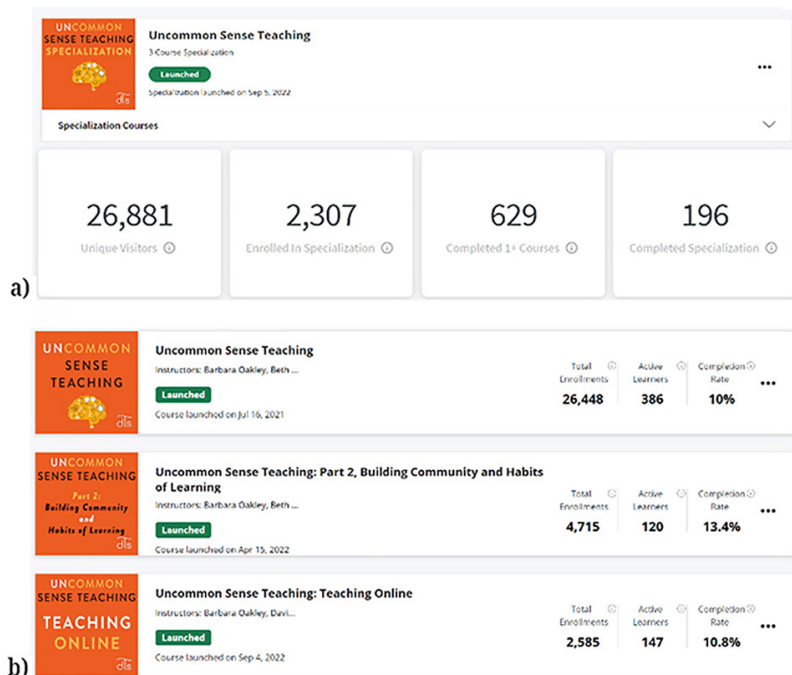 UNCOMMON
SENSE TEACHING
SPECIALIZATION
dTs
Uncommon Sense Teaching
3 Course Specialization
Launched
Specialization launched on Sep 5, 2022
...
Specialization Courses
26,881
Unique Visitors
2,307
Enrolled In Specialization
629
Completed 1+ Courses
196
Completed Specialization
a)
UNCOMMON
SENSE
TEACHING
dTs
Uncommon Sense Teaching
Instructors: Barbara Oakley, Beth ...
Launched
Course launched on Jul 16, 2021
Total
Enrollments
26,448
Active
Learners
386
Completion
Rate
10%
...
UNCOMMON
SENSE TEACHING
Part 2:
Building Community
and
Habits of Learning
dTs
Uncommon Sense Teaching: Part 2, Building Community and Habits
of Learning
Instructors: Barbara Oakley, Beth ...
Launched
Course launched on Apr 15, 2022
Total
Enrollments
4,715
Active
Learners
120
Completion
Rate
13.4%
...
UNCOMMON
SENSE TEACHING
TEACHING
ONLINE
dTs
Uncommon Sense Teaching: Teaching Online
Instructors: Barbara Oakley, Davi...
Launched
Course launched on Sep 4, 2022
Total
Enrollments
2,585
Active
Learners
147
Completion
Rate
10.8%
...
b)